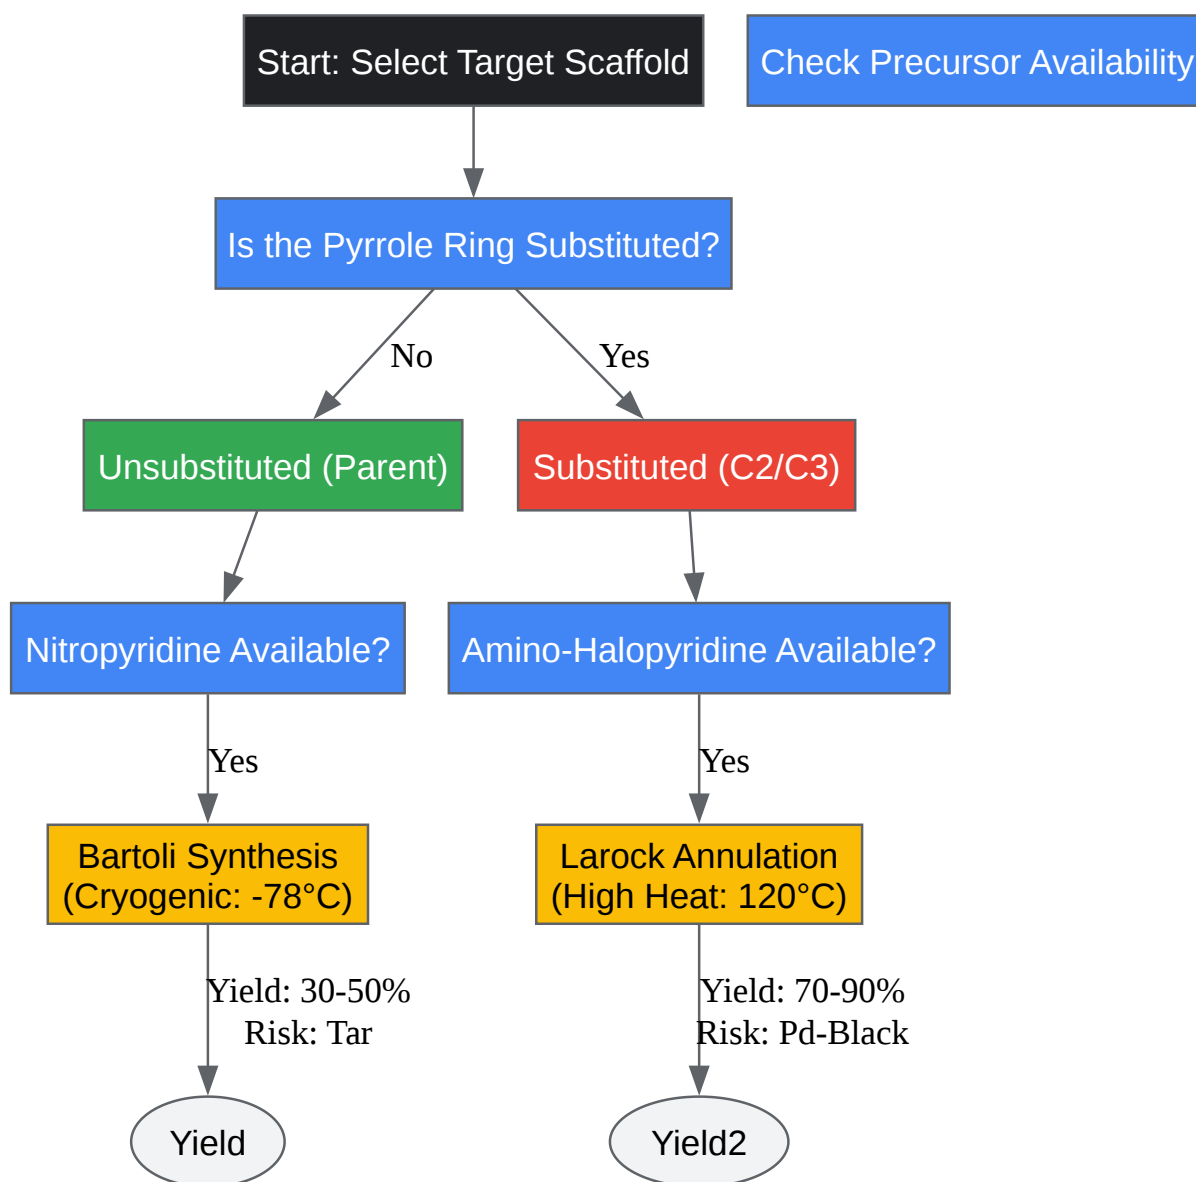 Start: Select Target Scaffold
Check Precursor Availability
Is the Pyrrole Ring Substituted?
No
Yes
Unsubstituted (Parent)
Substituted (C2/C3)
Nitropyridine Available?
Amino-Halopyridine Available?
Yes
Yes
Bartoli Synthesis
(Cryogenic: -78°C)
Larock Annulation
(High Heat: 120°C)
Yield: 30-50%
Risk: Tar
Yield: 70-90%
Risk: Pd-Black
Yield
Yield2